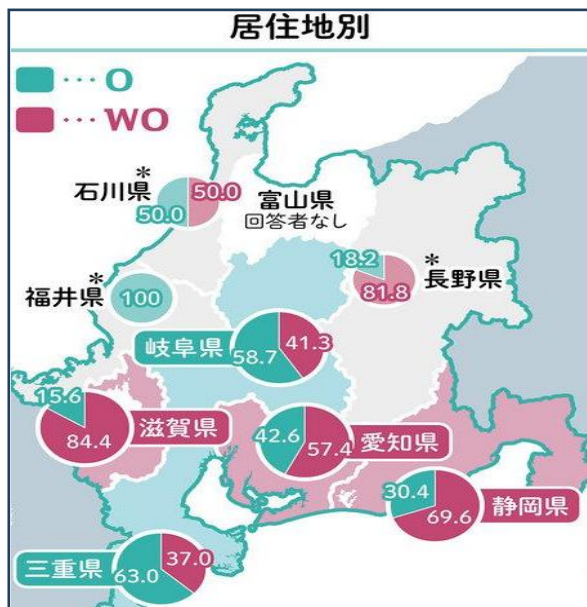 居住地別
･･･O
･･･WO
*
石川県
50.0
50.0
富山県
回答者なし
*
長野県
18.2
81.8
*
福井県
100
岐阜県
58.7
41.3
滋賀県
15.6
84.4
愛知県
42.6
57.4
静岡県
30.4
69.6
三重県
63.0
37.0